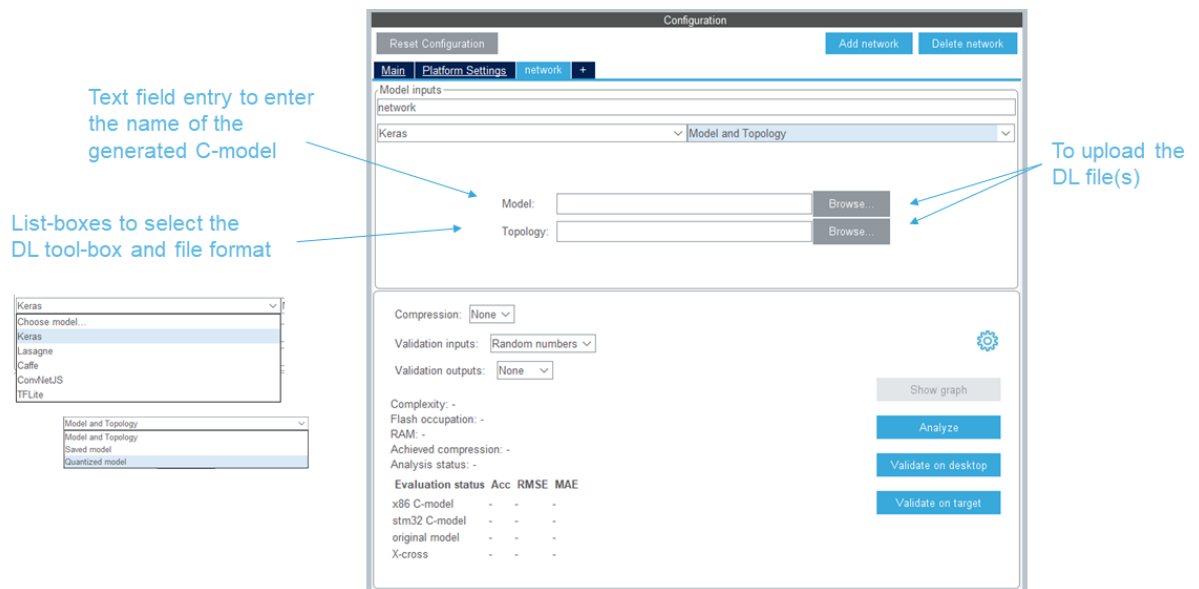 Configuration
Reset Configuration
Add network
Delete network
Main
Platform Settings
network
+
Model inputs
network
Keras
Model and Topology
Text field entry to enter
the name of the
generated C-model
To upload the
DL file(s)
Model:
Browse...
Topology:
Browse...
List-boxes to select the
DL tool-box and file format
Keras
Choose model...
Keras
Lasagne
Caffe
ConvNetJS
TFLite
Model and Topology
Model and Topology
Saved model
Quantized model
Compression: None
Validation inputs: Random numbers
Validation outputs: None
Complexity: -
Flash occupation: -
RAM: -
Achieved compression: -
Analysis status: -
Show graph
Analyze
Validate on desktop
Validate on target
Evaluation status Acc RMSE MAE
x86 C-model - - -
stm32 C-model - - -
original model - - -
X-cross - - -